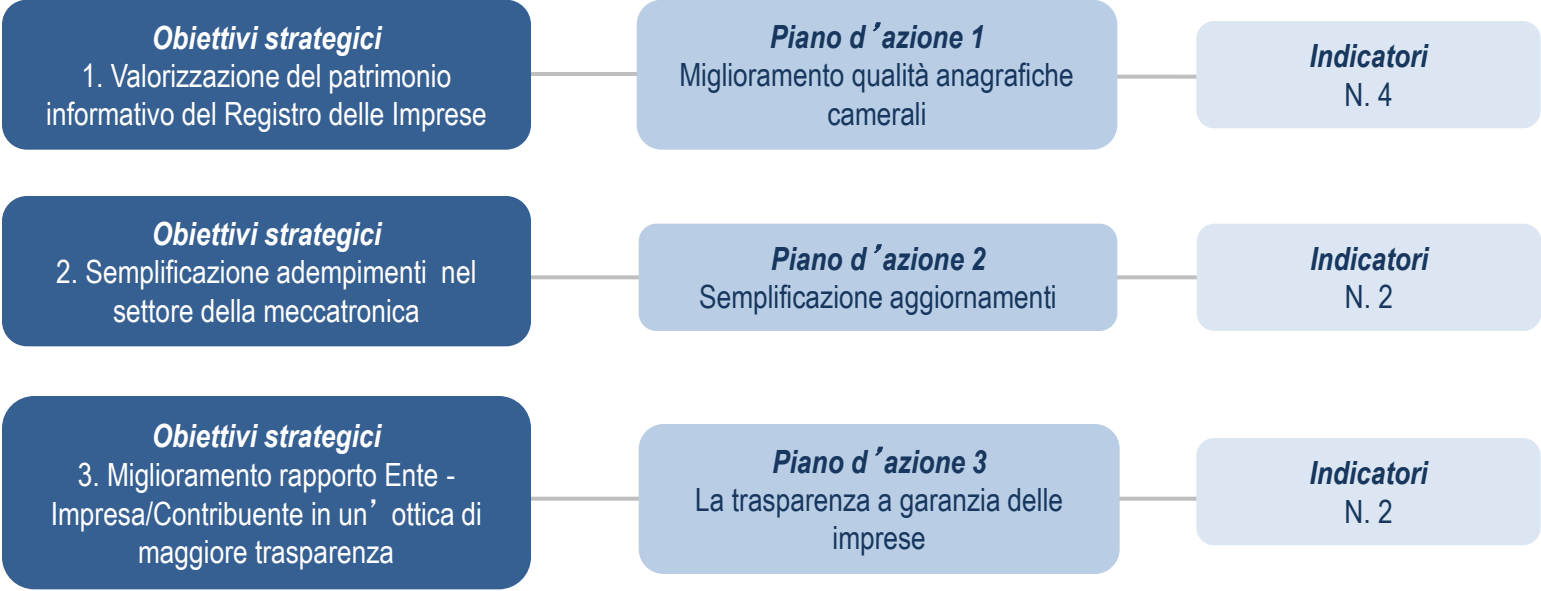 Obiettivi strategici
1. Valorizzazione del patrimonio
informativo del Registro delle Imprese
Piano d’azione 1
Miglioramento qualità anagrafiche
camerali
Indicatori
N. 4
Obiettivi strategici
2. Semplificazione adempimenti nel
settore della meccatronica
Piano d’azione 2
Semplificazione aggiornamenti
Indicatori
N. 2
Obiettivi strategici
3. Miglioramento rapporto Ente -
Impresa/Contribuente in un’ ottica di
maggiore trasparenza
Piano d’azione 3
La trasparenza a garanzia delle
imprese
Indicatori
N. 2